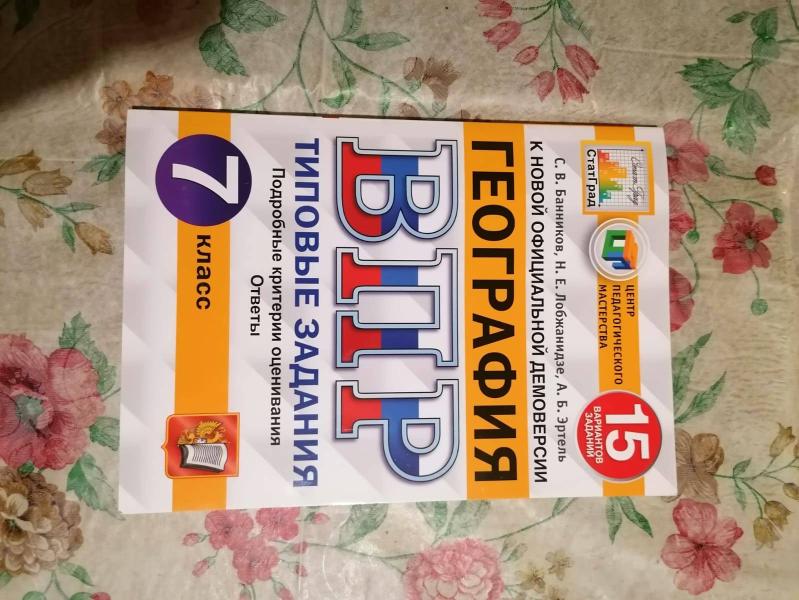 СтатГрад
СтатГрад
ЦЕНТР
ПЕДАГОГИЧЕСКОГО
МАСТЕРСТВА
15
ВАРИАНТОВ
ЗАДАНИЙ
С. В. Банников, Н. Е. Лобжанидзе, А. Б. Эртель
К НОВОЙ ОФИЦИАЛЬНОЙ ДЕМОВЕРСИИ
ГЕОГРАФИЯ
ВПР
ТИПОВЫЕ ЗАДАНИЯ
Подробные критерии оценивания
Ответы
7
класс